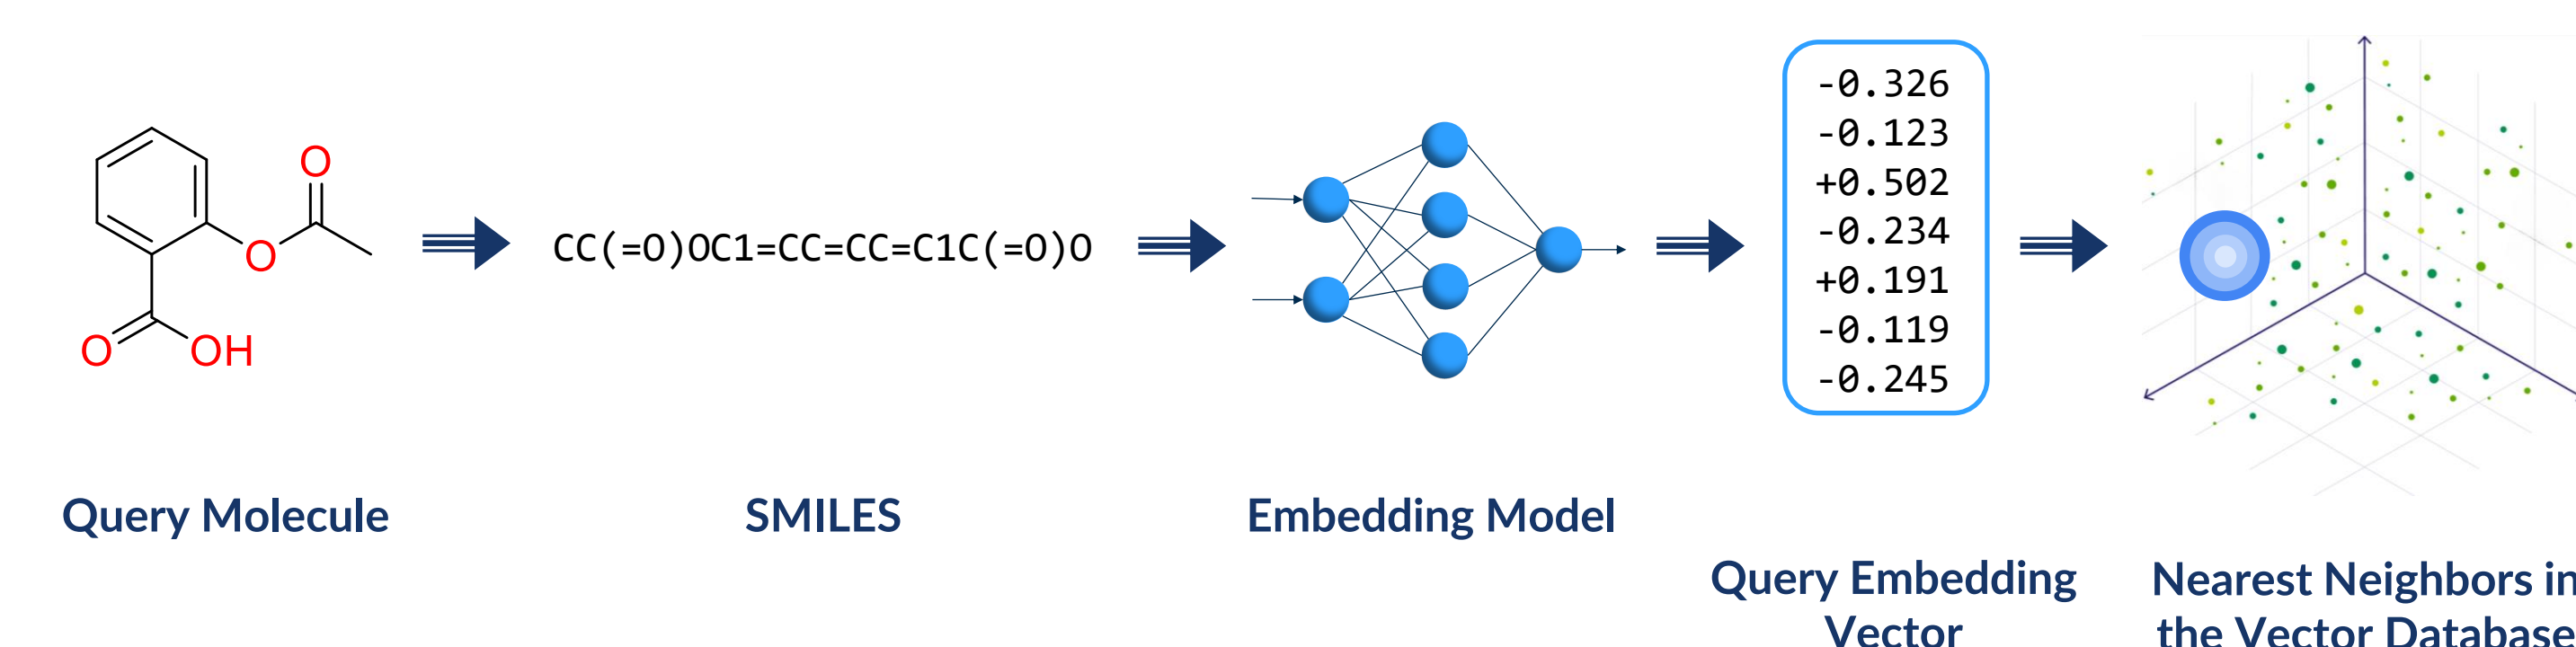 O
O
O
OH
CC(=O)OC1=CC=CC=C1C(=O)O
-0.326
-0.123
+0.502
-0.234
+0.191
-0.119
-0.245
Query Molecule
SMILES
Embedding Model
Query Embedding
Vector
Nearest Neighbors in
the Vector Database